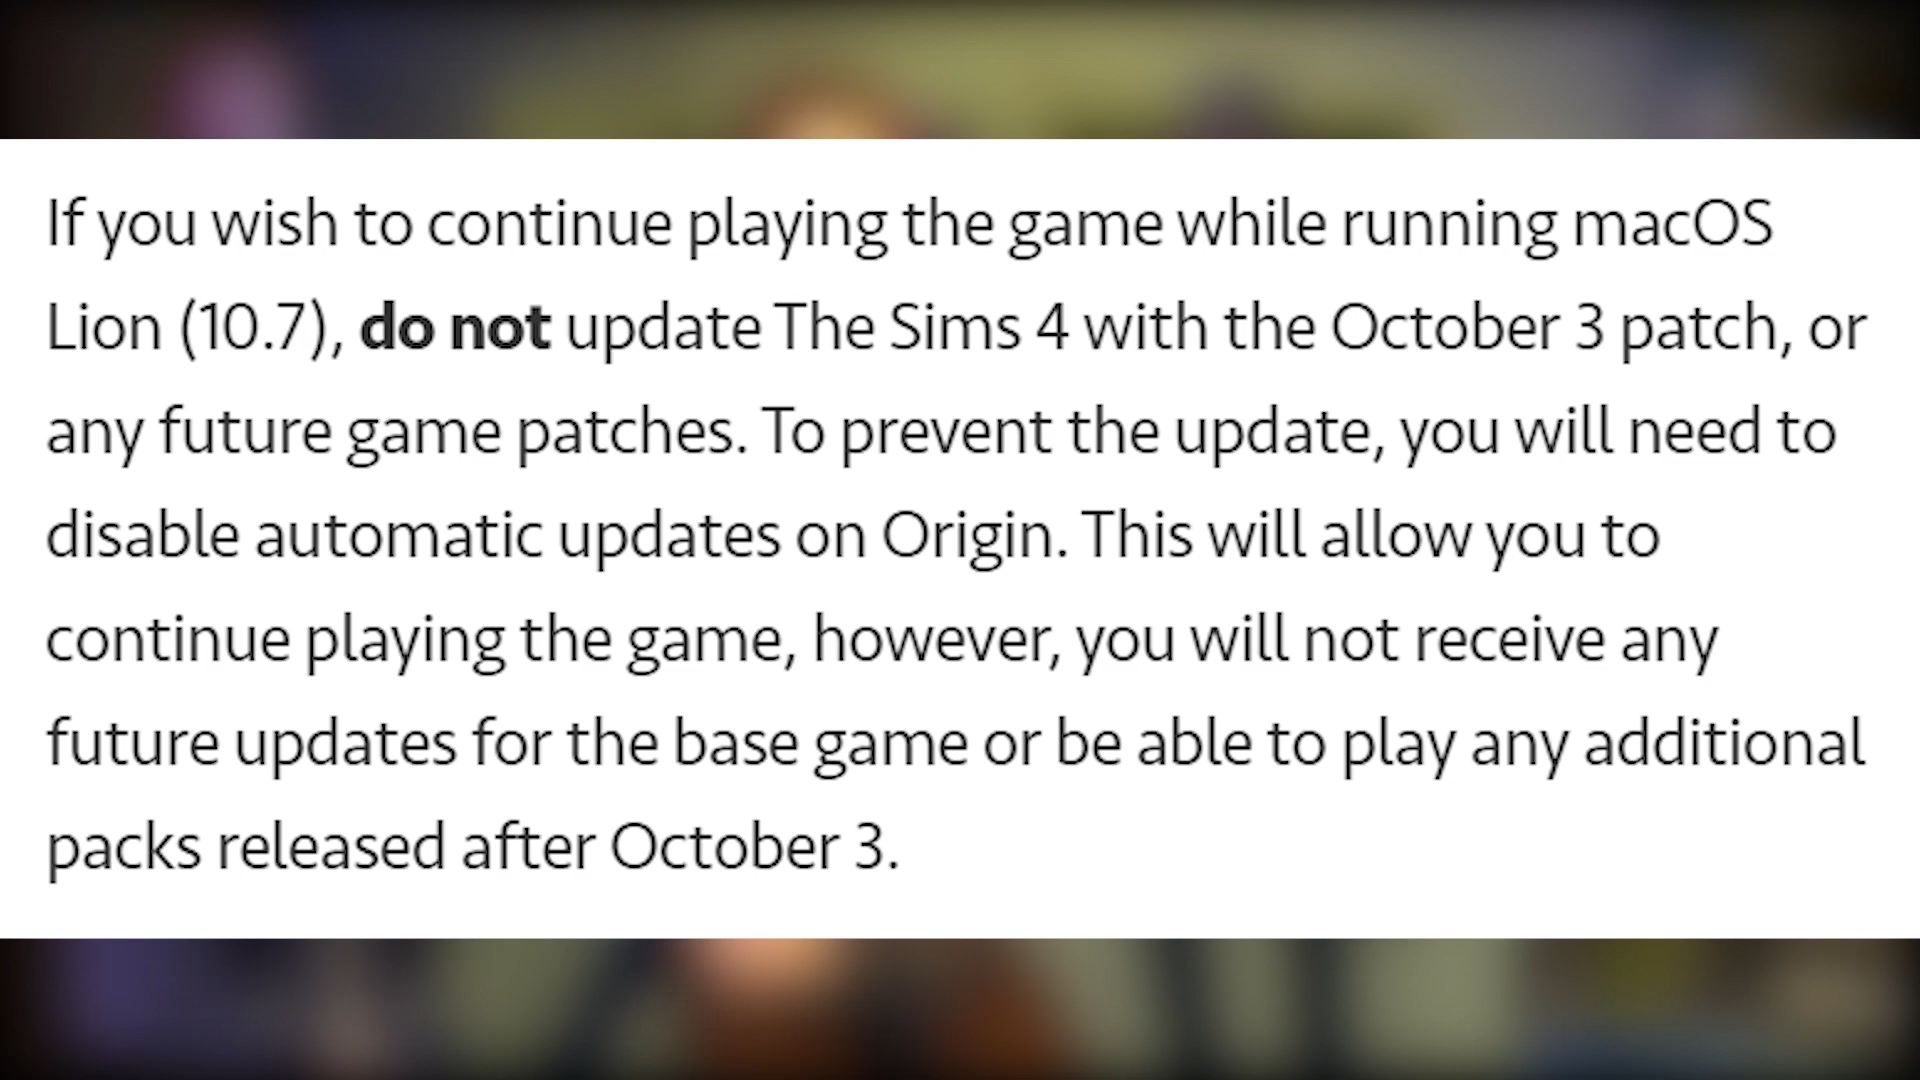 If you wish to continue playing the game while running macOS
Lion (10.7), do not update The Sims 4 with the October 3 patch, or
any future game patches. To prevent the update, you will need to
disable automatic updates on Origin. This will allow you to
continue playing the game, however, you will not receive any
future updates for the base game or be able to play any additional
packs released after October 3.